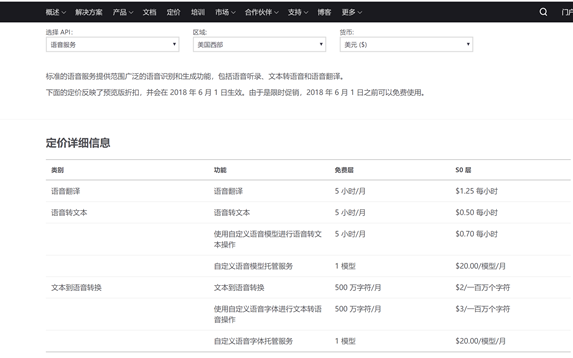 概述 解决方案 产品 文档 定价 培训 市场 合作伙伴 支持 博客 更多 门户
选择 API： 区域: 货币:
语音服务 美国西部 美元 ($)
标准的语音服务提供范围广泛的语音识别和生成功能，包括语音听录、文本转语音和语音翻译。
下面的定价反映了预览版折扣，并会在 2018 年 6 月 1 日生效。由于是限时促销，2018 年 6 月 1 日之前可以免费使用。
定价详细信息
类别 功能 免费层 S0 层
语音翻译 语音翻译 5 小时/月 $1.25 每小时
语音转文本 语音转文本 5 小时/月 $0.50 每小时
使用自定义语音模型进行语音转文 5 小时/月 $0.70 每小时
本操作
自定义语音模型托管服务 1 模型 $20.00/模型/月
文本到语音转换 文本到语音转换 500 万字符/月 $2/一百万个字符
使用自定义语音字体进行文本转语 500 万字符/月 $3/一百万个字符
音操作
自定义语音字体托管服务 1 模型 $20.00/模型/月